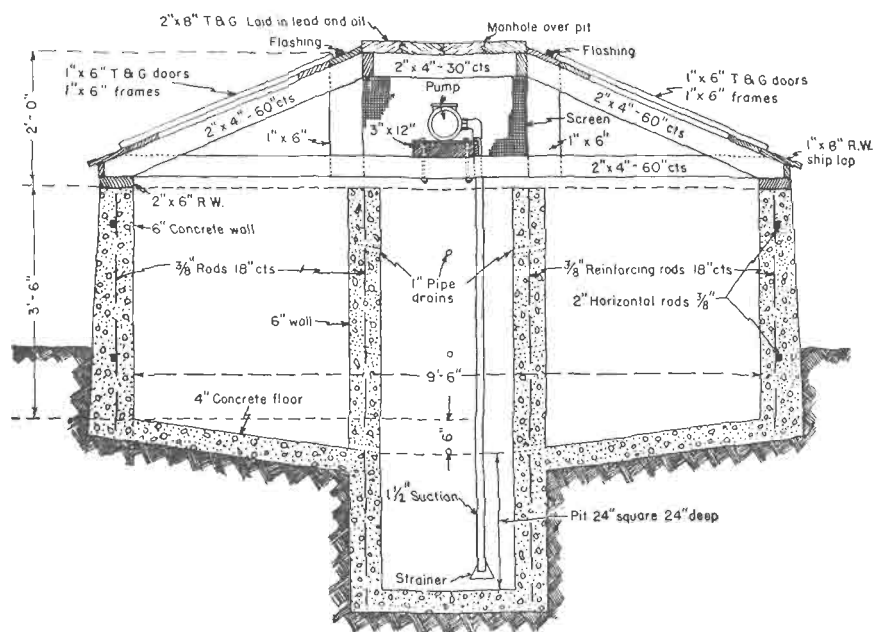 2"x8" T & G Laid in lead and oil
Manhole over pit
Flashing
Flashing
1"x 6" T & G doors
1"x 6" frames
1"x 6" T & G doors
1"x 6" frames
2"x 4"-30"cts
Pump
2"x 4"-60"cts
2"x 4"-60"cts
2'-0"
3"x 12"
Screen
1"x 6"
1"x 6"
1"x 8" R.W.
ship lap
2"x 4"-60"cts
2"x 6" R.W.
6" Concrete wall
3/8" Rods 18"cts
1" Pipe
drains
3/8" Reinforcing rods 18"cts
2" Horizontal rods 3/8"
3'-6"
6" wall
9'-6"
4" Concrete floor
6"
1 1/2" Suction
Pit 24" square 24" deep
Strainer